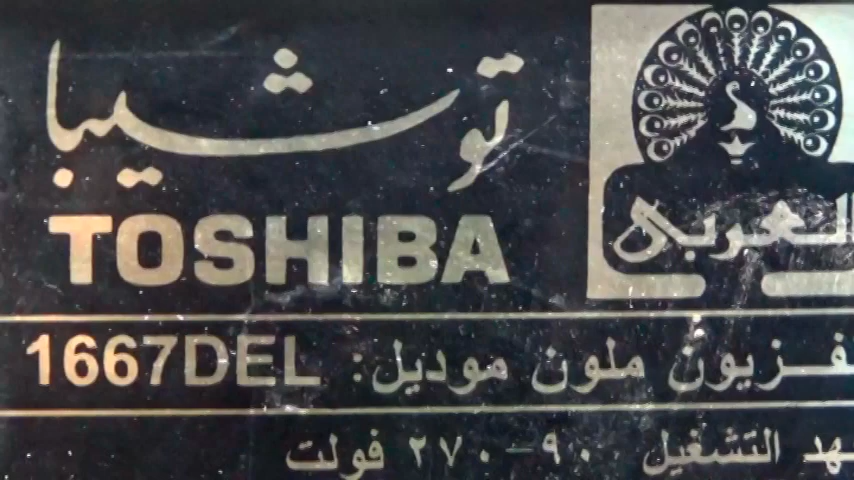 توشيبا
TOSHIBA
العربي
فزيون ملون موديل: 1667DEL
هد التشغيل ٩٠-٢٧٠ فولت